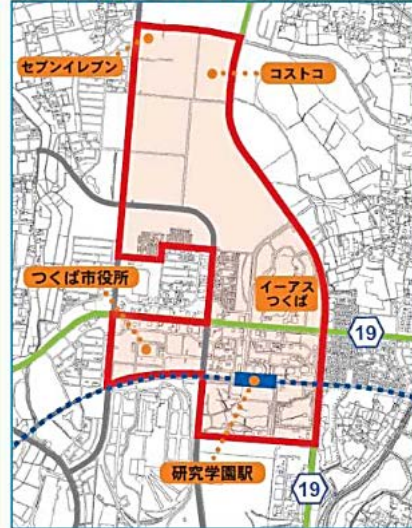 セブンイレブン
コストコ
つくば市役所
イーアス
つくば
19
研究学園駅
19